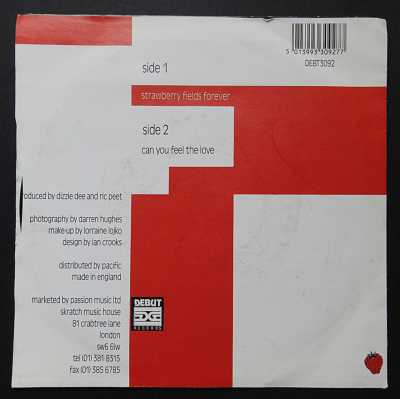 5 013993 309277
DEBT3092
side 1
strawberry fields forever
side 2
can you feel the love
roduced by dizzie dee and ric peet
photography by darren hughes
make-up by lorraine lojko
design by ian crooks
distributed by pacific
made in england
marketed by passion music ltd
skratch music house
81 crabtree lane
london
sw6 6lw
tel (01) 381 8315
fax (01) 385 6785
DEBUT
EDGE
RECORDS